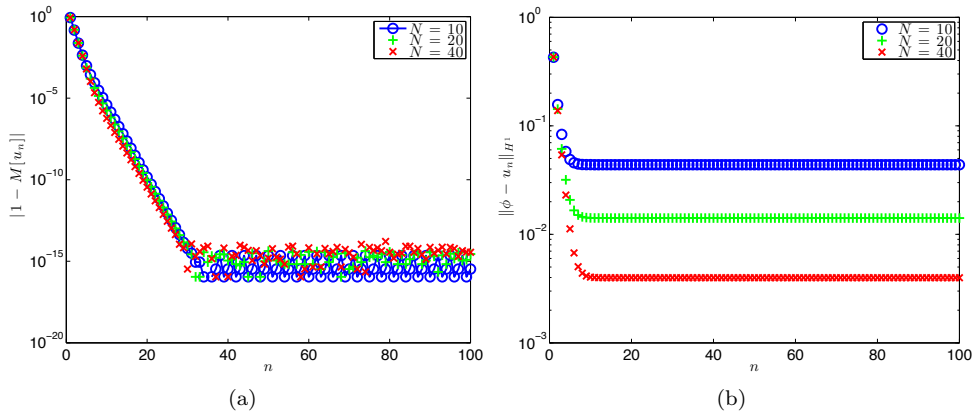 10^0
10^-5
10^-10
10^-15
10^-20
|1 − M[u_n]|
0 20 40 60 80 100
n
N = 10
N = 20
N = 40
(a)
10^0
10^-1
10^-2
10^-3
‖ϕ − u_n‖_{H^1}
0 20 40 60 80 100
n
N = 10
N = 20
N = 40
(b)